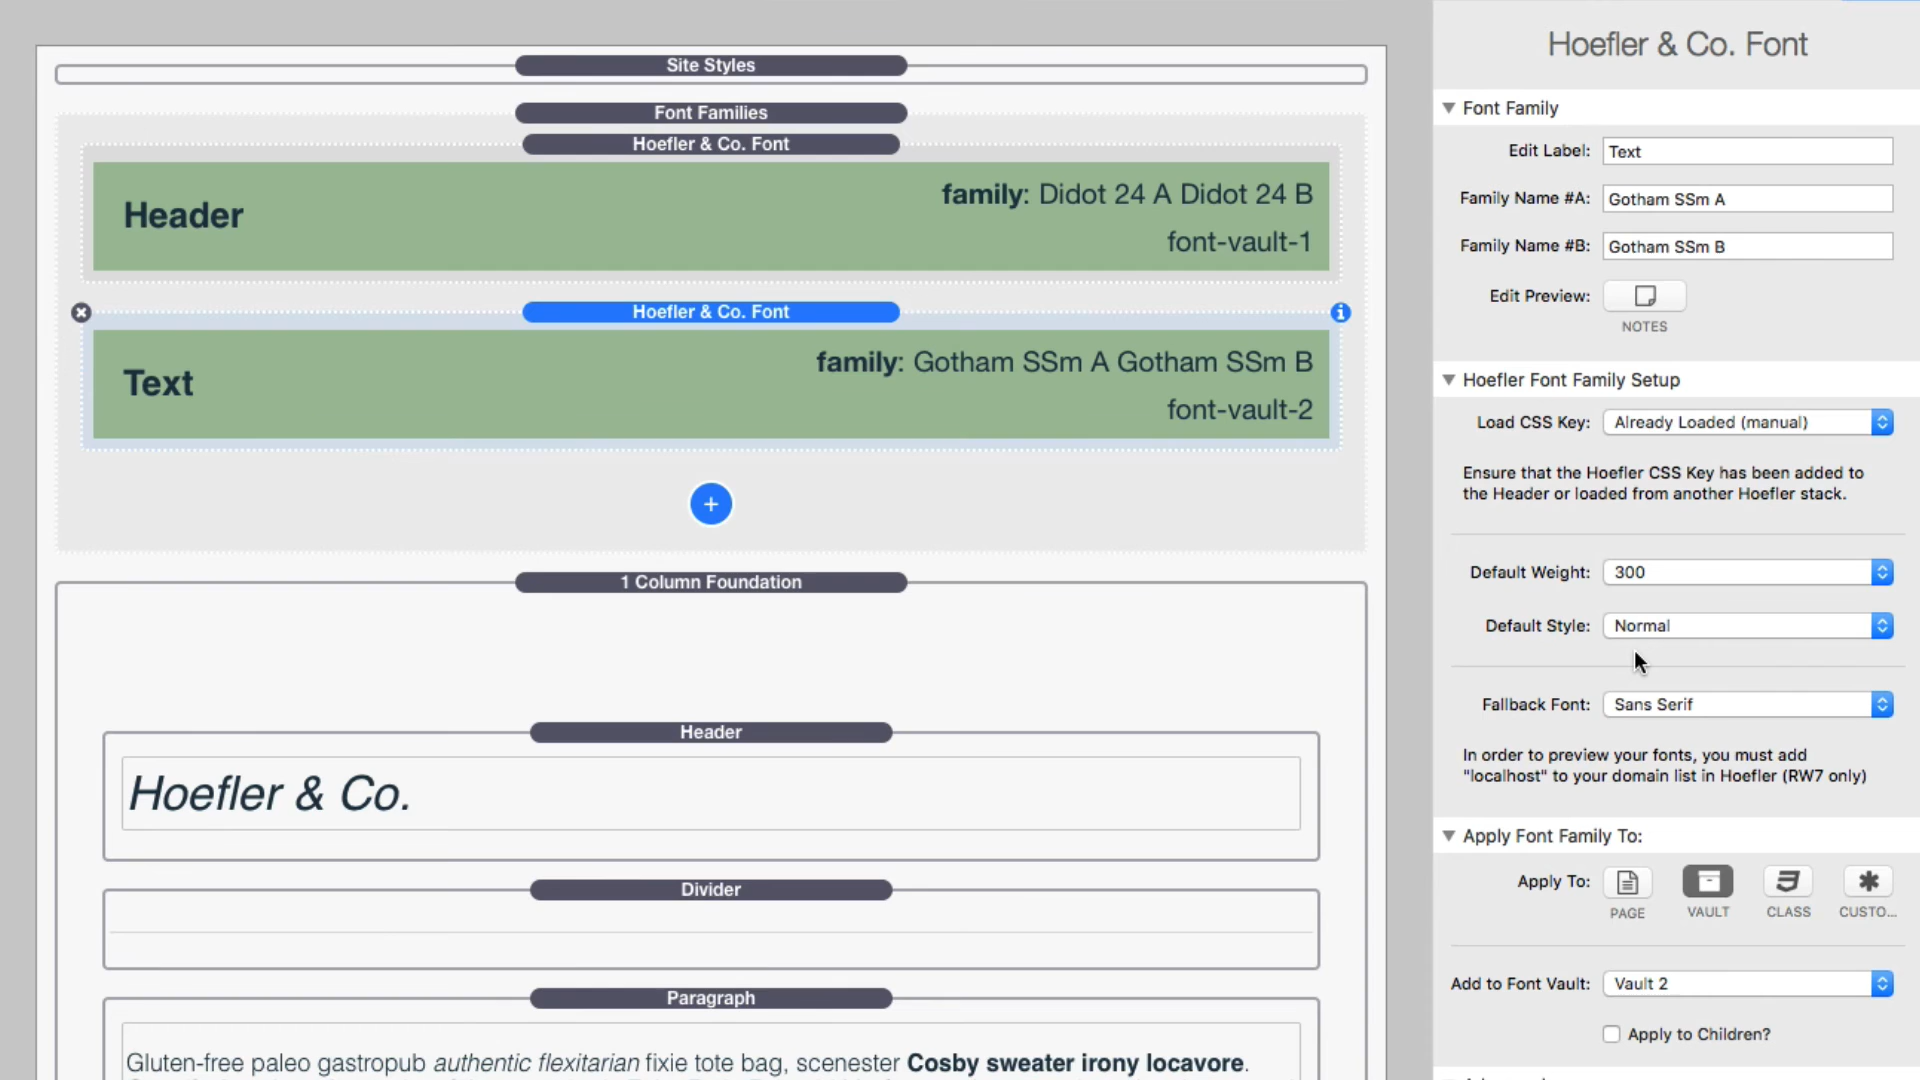 Site Styles
Font Families
Hoefler & Co. Font
Header
family: Didot 24 A Didot 24 B
font-vault-1
Hoefler & Co. Font
Text
family: Gotham SSm A Gotham SSm B
font-vault-2
1 Column Foundation
Header
Hoefler & Co.
Divider
Paragraph
Gluten-free paleo gastropub authentic flexitarian fixie tote bag, scenester Cosby sweater irony locavore.
Hoefler & Co. Font
Font Family
Edit Label: Text
Family Name #A: Gotham SSm A
Family Name #B: Gotham SSm B
Edit Preview:
NOTES
Hoefler Font Family Setup
Load CSS Key: Already Loaded (manual)
Ensure that the Hoefler CSS Key has been added to
the Header or loaded from another Hoefler stack.
Default Weight: 300
Default Style: Normal
Fallback Font: Sans Serif
In order to preview your fonts, you must add
"localhost" to your domain list in Hoefler (RW7 only)
Apply Font Family To:
Apply To:
PAGE VAULT CLASS CUSTO...
Add to Font Vault: Vault 2
Apply to Children?